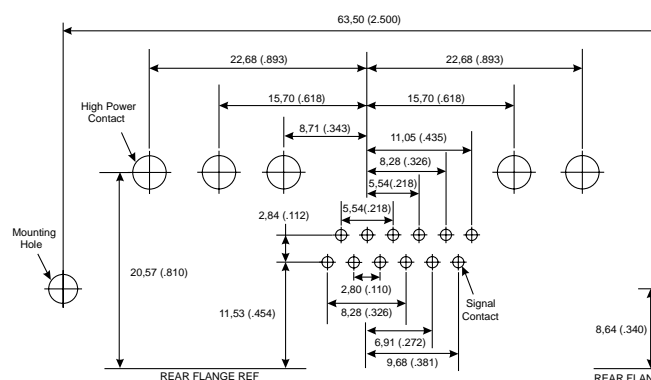 63,50 (2.500)
22,68 (.893)
22,68 (.893)
15,70 (.618)
15,70 (.618)
High Power
Contact
8,71 (.343)
11,05 (.435)
8,28 (.326)
5,54(.218)
5,54(.218)
2,84 (.112)
Mounting
Hole
20,57 (.810)
2,80 (.110)
Signal
Contact
11,53 (.454)
8,28 (.326)
6,91 (.272)
8,64 (.340)
9,68 (.381)
REAR FLANGE REF
REAR FLAN